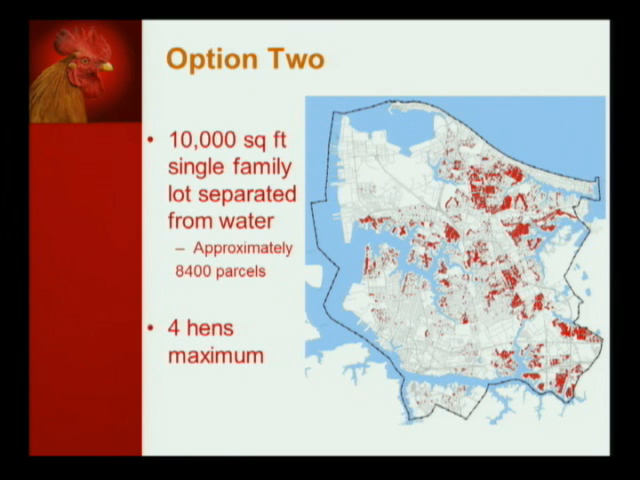 Option Two
• 10,000 sq ft
single family
lot separated
from water
– Approximately
8400 parcels
• 4 hens
maximum